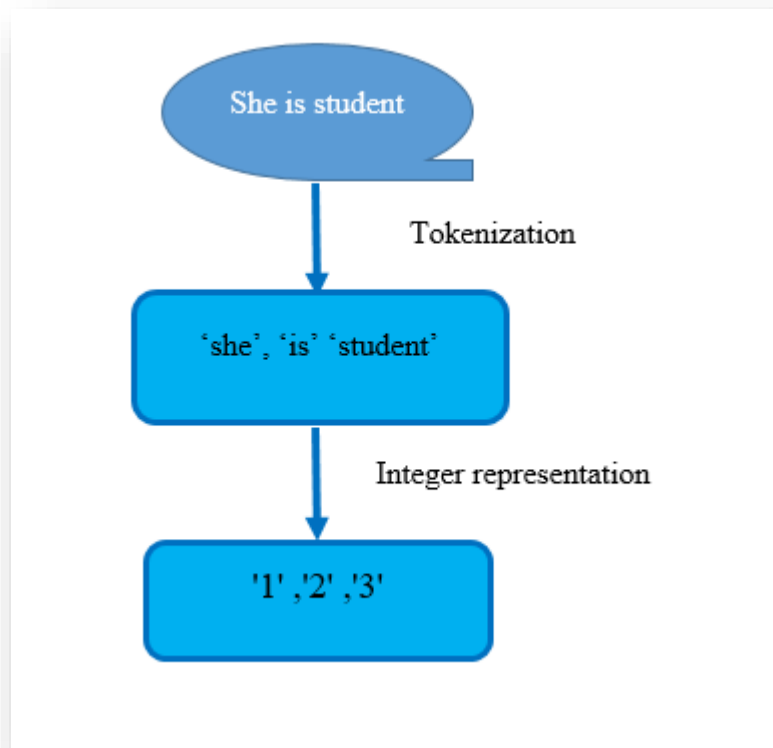 She is student
Tokenization
‘she’, ‘is’ ‘student’
Integer representation
'1' ,'2' ,'3'